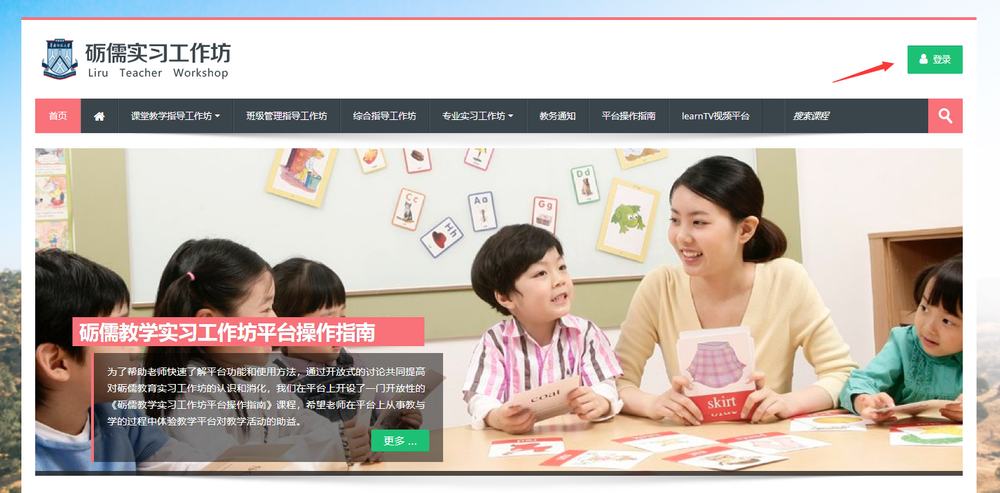 砺儒实习工作坊
Liru Teacher Workshop
登录
首页 课堂教学指导工作坊 班级管理指导工作坊 综合指导工作坊 专业实习工作坊 教务通知 平台操作指南 learnTV视频平台 搜索课程
Dd
Cc
Aa
Gg
Hh
砺儒教学实习工作坊平台操作指南
为了帮助老师快速了解平台功能和使用方法，通过开放式的讨论共同提高
对砺儒教育实习工作坊的认识和消化，我们在平台上开设了一门开放性的
《砺儒教学实习工作坊平台操作指南》课程，希望老师在平台上从事教与
学的过程中体验教学平台对教学活动的助益。
更多 ...
coat
skirt